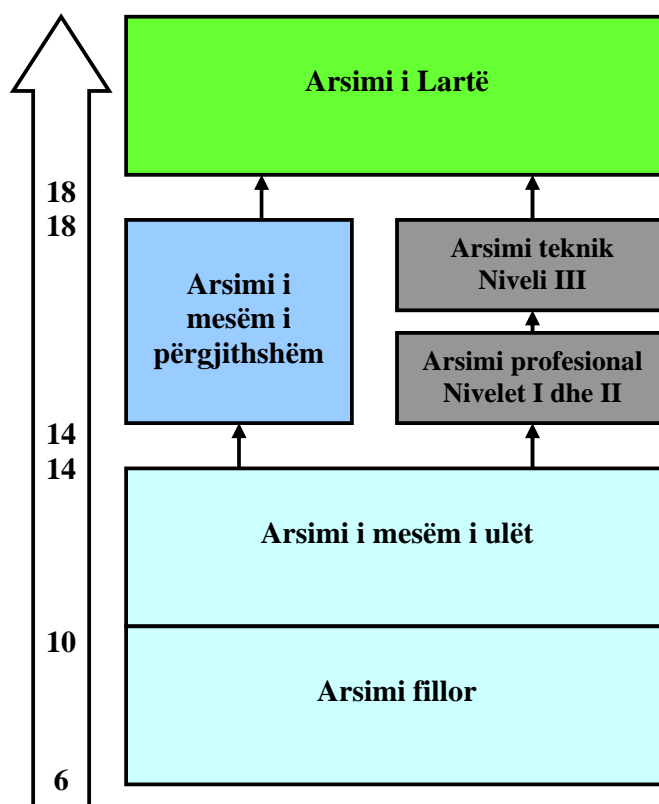 Arsimi i Lartë
18
18
Arsimi i
mesëm i
përgjithshëm
Arsimi teknik
Niveli III
Arsimi profesional
Nivelet I dhe II
14
14
Arsimi i mesëm i ulët
10
Arsimi fillor
6